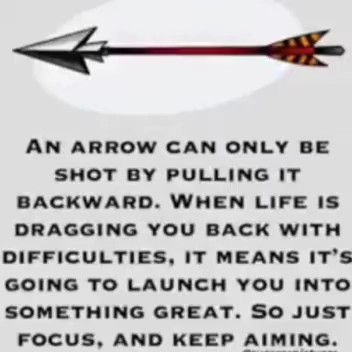 AN ARROW CAN ONLY BE
SHOT BY PULLING IT
BACKWARD. WHEN LIFE IS
DRAGGING YOU BACK WITH
DIFFICULTIES, IT MEANS IT'S
GOING TO LAUNCH YOU INTO
SOMETHING GREAT. SO JUST
FOCUS, AND KEEP AIMING.